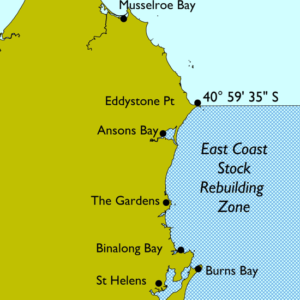 Musselroe Bay
Eddystone Pt
40° 59' 35" S
Ansons Bay
East Coast
Stock
Rebuilding
Zone
The Gardens
Binalong Bay
Burns Bay
St Helens